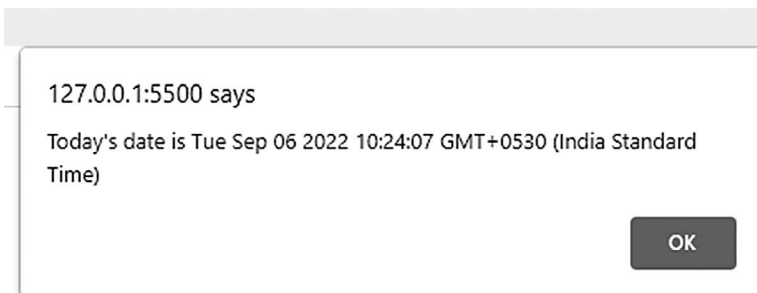 127.0.0.1:5500 says
Today's date is Tue Sep 06 2022 10:24:07 GMT+0530 (India Standard
Time)
OK